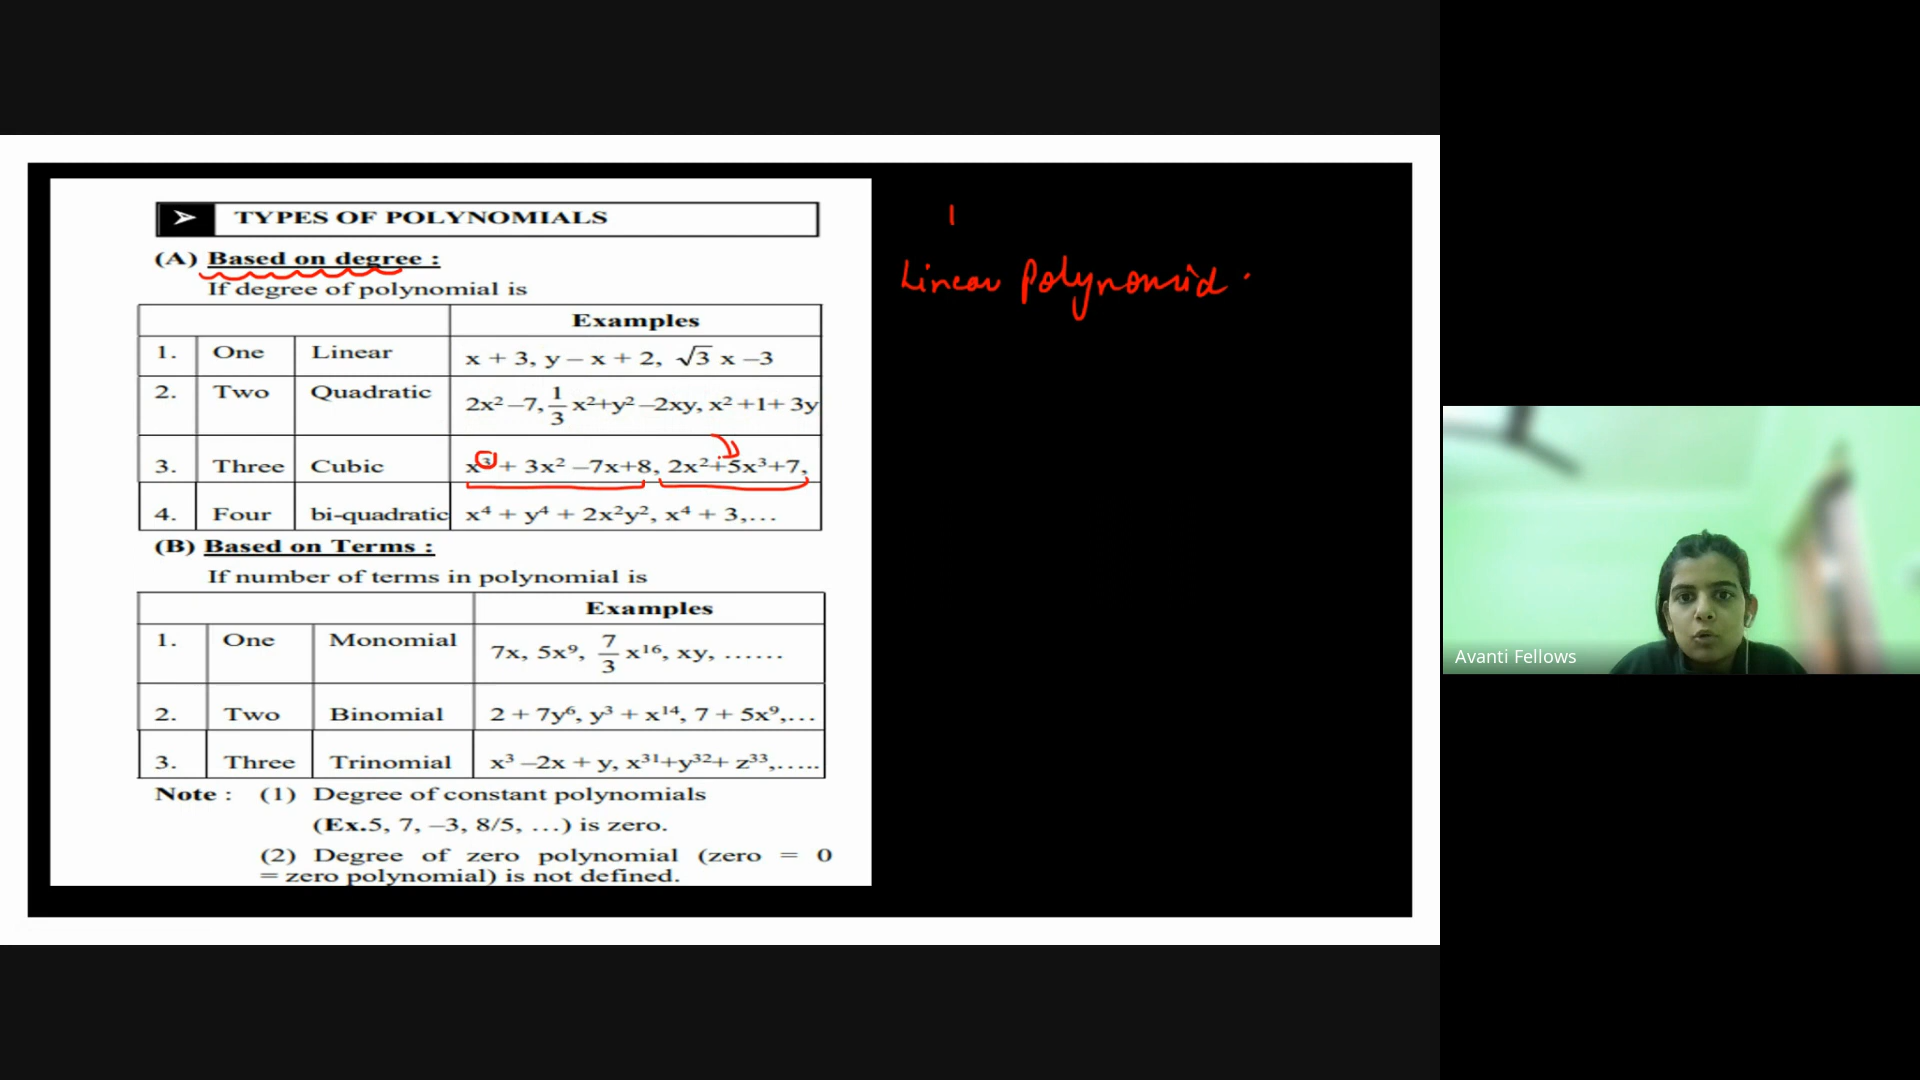 ➢ TYPES OF POLYNOMIALS
(A) Based on degree :
If degree of polynomial is
Examples
1. One Linear x + 3, y – x + 2, √3 x –3
2. Two Quadratic 2x² –7, 1/3 x²+y² –2xy, x² +1+ 3y
3. Three Cubic x³ + 3x² –7x+8, 2x²+5x³+7,
4. Four bi-quadratic x⁴ + y⁴ + 2x²y², x⁴ + 3,...
(B) Based on Terms :
If number of terms in polynomial is
Examples
1. One Monomial 7x, 5x⁹, 7/3 x¹⁶, xy, ......
2. Two Binomial 2 + 7y⁶, y³ + x¹⁴, 7 + 5x⁹,...
3. Three Trinomial x³ –2x + y, x³¹+y³²+ z³³,.....
Note : (1) Degree of constant polynomials
(Ex.5, 7, –3, 8/5, ...) is zero.
(2) Degree of zero polynomial (zero = 0
= zero polynomial) is not defined.
1
Linear Polynomial .
Avanti Fellows